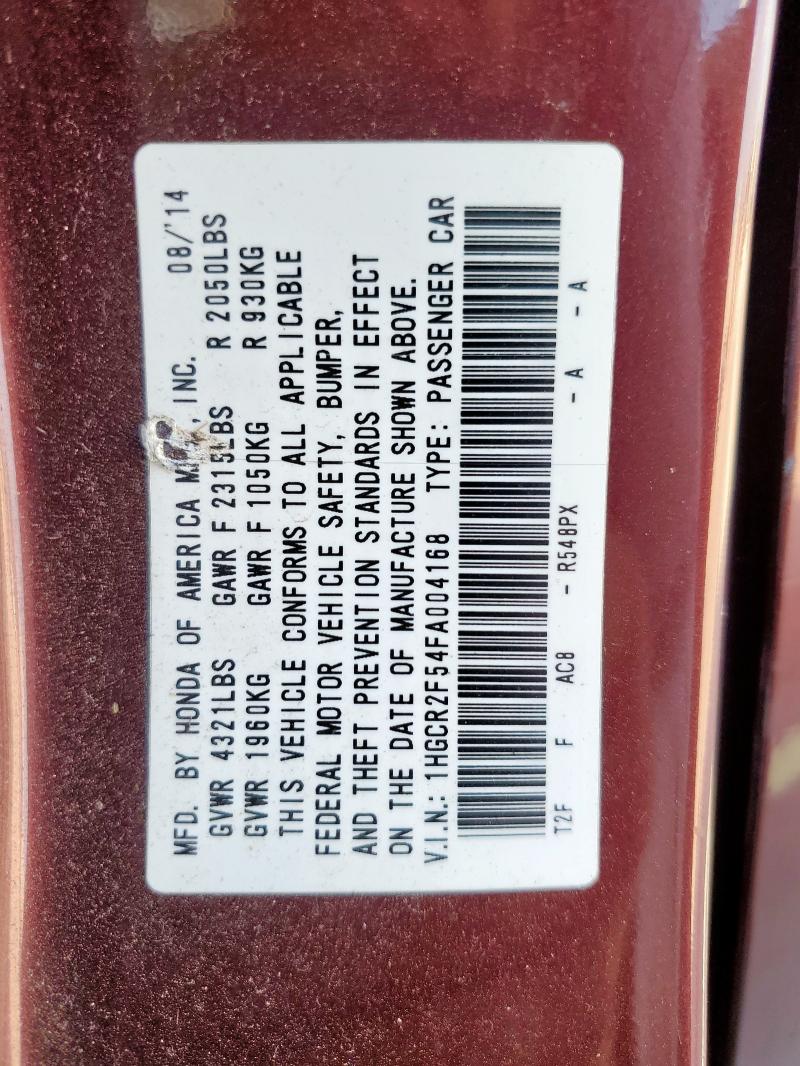 MFD. BY HONDA OF AMERICA , INC. 08/'14
GVWR 4321LBS GAWR F 2315LBS R 2050LBS
GVWR 1960KG GAWR F 1050KG R 930KG
THIS VEHICLE CONFORMS TO ALL APPLICABLE
FEDERAL MOTOR VEHICLE SAFETY, BUMPER,
AND THEFT PREVENTION STANDARDS IN EFFECT
ON THE DATE OF MANUFACTURE SHOWN ABOVE.
V.I.N.: 1HGCR2F54FA004168 TYPE: PASSENGER CAR
T2F F AC8 - R548PX - A - A